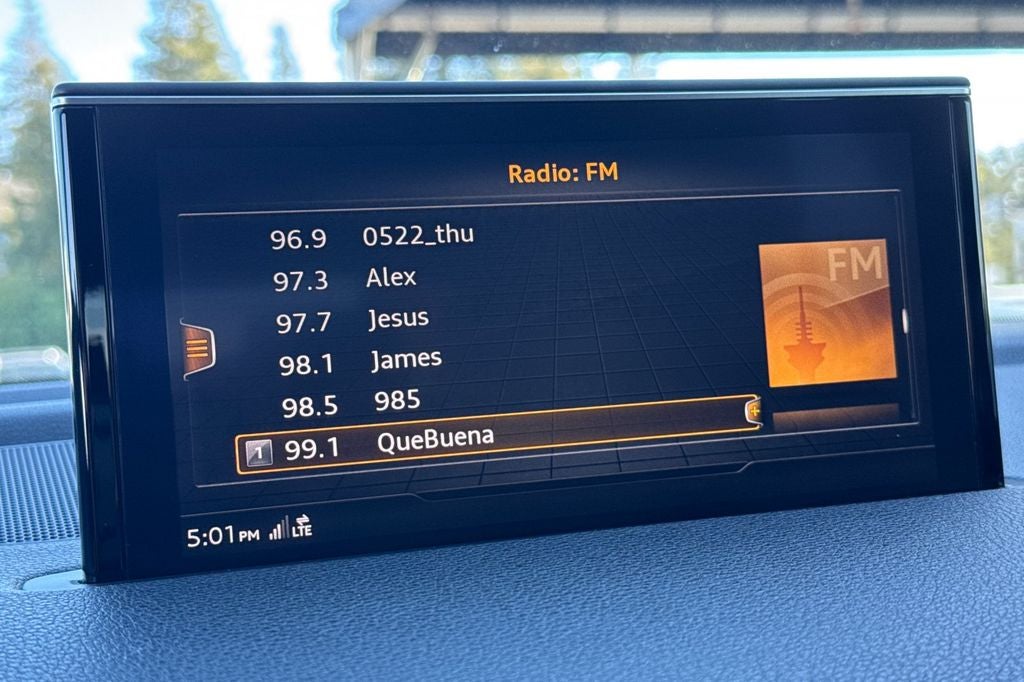 Radio: FM
FM
96.9 0522_thu
97.3 Alex
97.7 Jesus
98.1 James
98.5 985
1 99.1 QueBuena
5:01 PM LTE